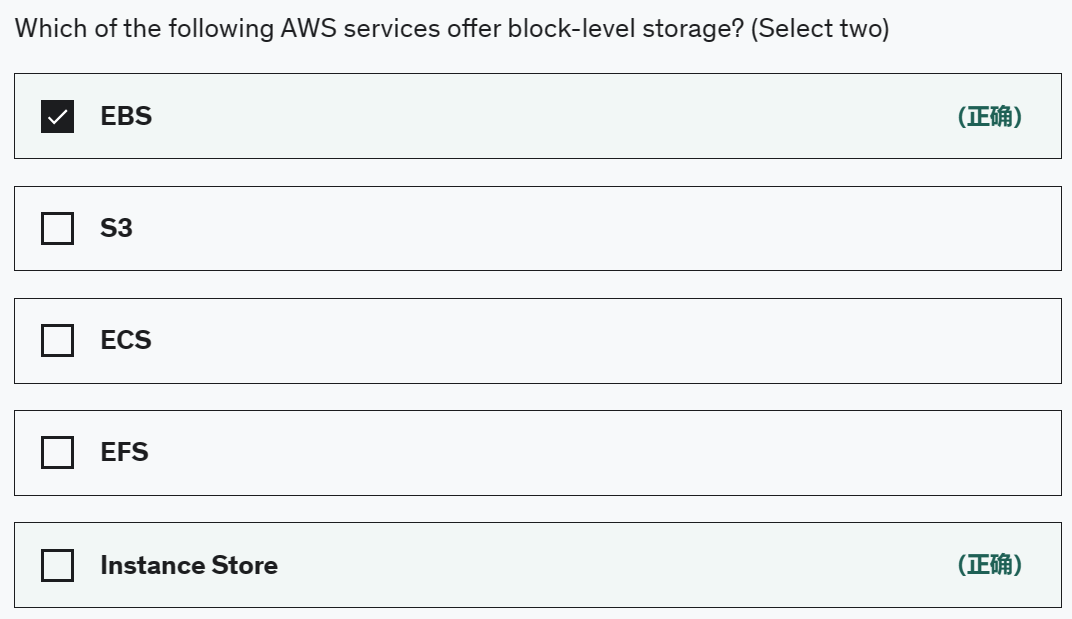 Which of the following AWS services offer block-level storage? (Select two)
EBS (正确)
S3
ECS
EFS
Instance Store (正确)